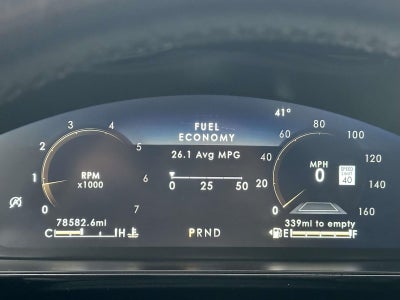 41°
FUEL
ECONOMY
26.1 Avg MPG
0 25 50
0 1 2 3 4 5 6 7
RPM
x1000
0 20 40 60 80 100 120 140 160
MPH
0
SPEED
LIMIT
40
78582.6mi
339mi to empty
C H
PRND
E F